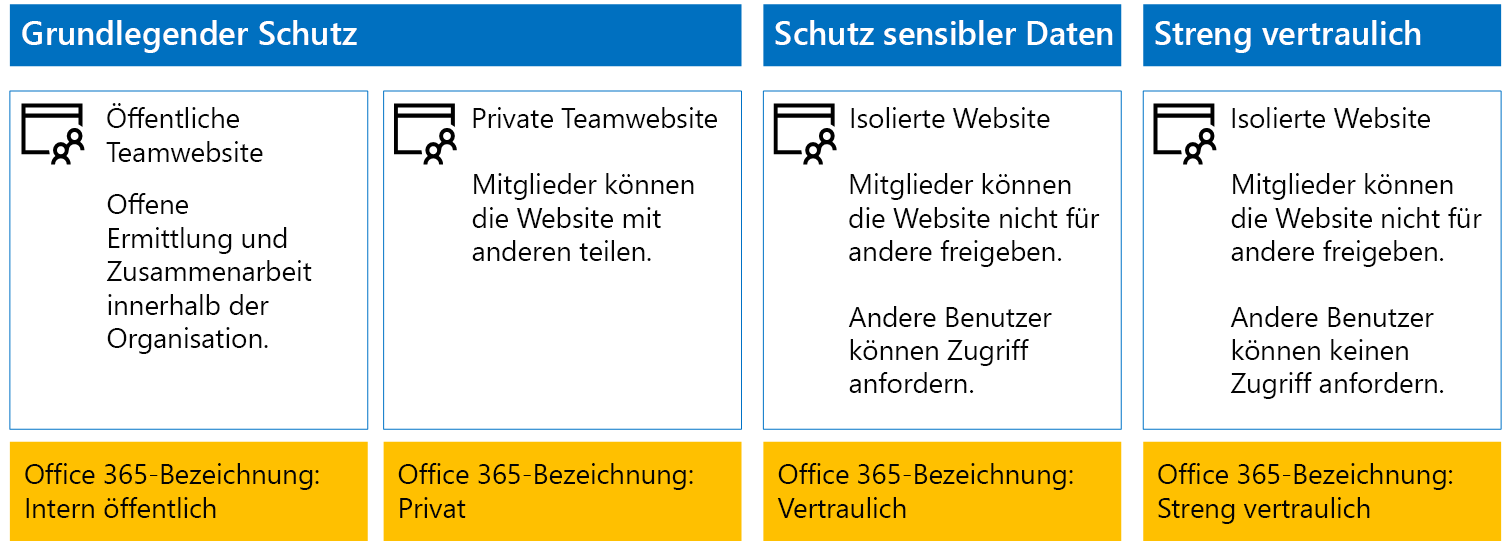 Grundlegender Schutz
Schutz sensibler Daten
Streng vertraulich
Öffentliche
Teamwebsite
Offene
Ermittlung und
Zusammenarbeit
innerhalb der
Organisation.
Private Teamwebsite
Mitglieder können
die Website mit
anderen teilen.
Isolierte Website
Mitglieder können
die Website nicht für
andere freigeben.
Andere Benutzer
können Zugriff
anfordern.
Isolierte Website
Mitglieder können
die Website nicht für
andere freigeben.
Andere Benutzer
können keinen
Zugriff anfordern.
Office 365-Bezeichnung:
Intern öffentlich
Office 365-Bezeichnung:
Privat
Office 365-Bezeichnung:
Vertraulich
Office 365-Bezeichnung:
Streng vertraulich